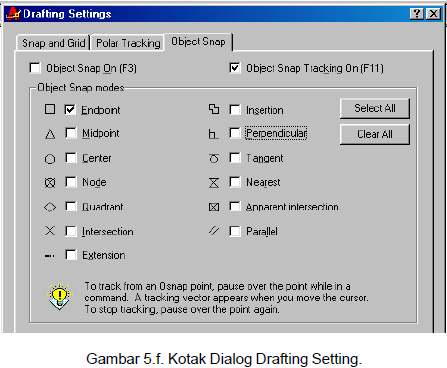 Drafting Settings
Snap and Grid Polar Tracking Object Snap
Object Snap On (F3) Object Snap Tracking On (F11)
Object Snap modes
Endpoint Insertion Select All
Midpoint Perpendicular Clear All
Center Tangent
Node Nearest
Quadrant Apparent intersection
Intersection Parallel
Extension
To track from an Osnap point, pause over the point while in a
command. A tracking vector appears when you move the cursor.
To stop tracking, pause over the point again.
Gambar 5.f. Kotak Dialog Drafting Setting.